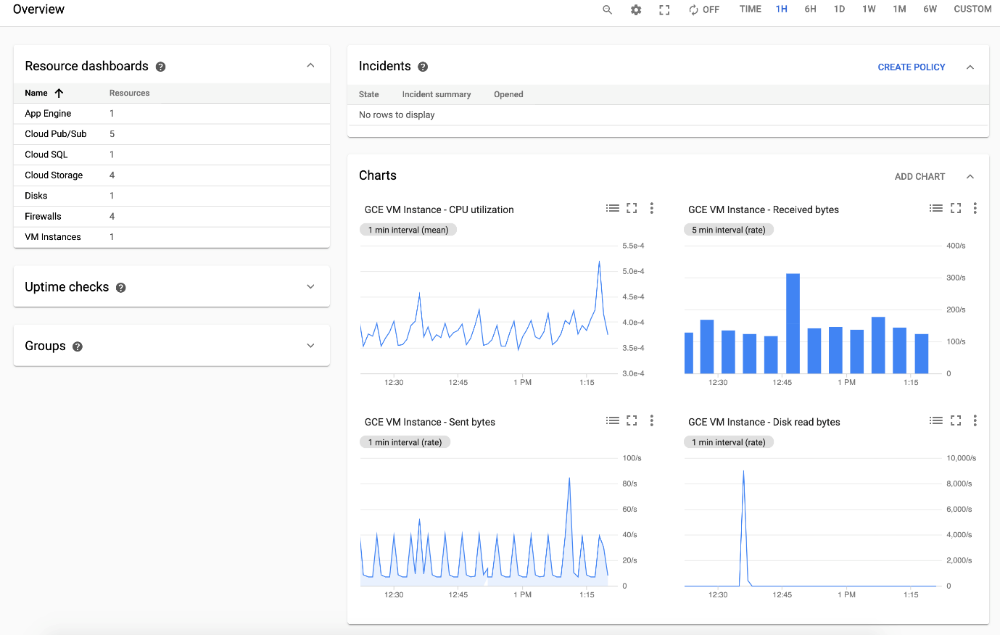 Overview
OFF TIME 1H 6H 1D 1W 1M 6W CUSTOM
Resource dashboards
Name Resources
App Engine 1
Cloud Pub/Sub 5
Cloud SQL 1
Cloud Storage 4
Disks 1
Firewalls 4
VM Instances 1
Uptime checks
Groups
Incidents
CREATE POLICY
State Incident summary Opened
No rows to display
Charts
ADD CHART
GCE VM Instance - CPU utilization
1 min interval (mean)
5.5e-4
5.0e-4
4.5e-4
4.0e-4
3.5e-4
3.0e-4
12:30 12:45 1 PM 1:15
GCE VM Instance - Received bytes
5 min interval (rate)
400/s
300/s
200/s
100/s
0
12:30 12:45 1 PM 1:15
GCE VM Instance - Sent bytes
1 min interval (rate)
100/s
80/s
60/s
40/s
20/s
0
12:30 12:45 1 PM 1:15
GCE VM Instance - Disk read bytes
1 min interval (rate)
10,000/s
8,000/s
6,000/s
4,000/s
2,000/s
0
12:30 12:45 1 PM 1:15